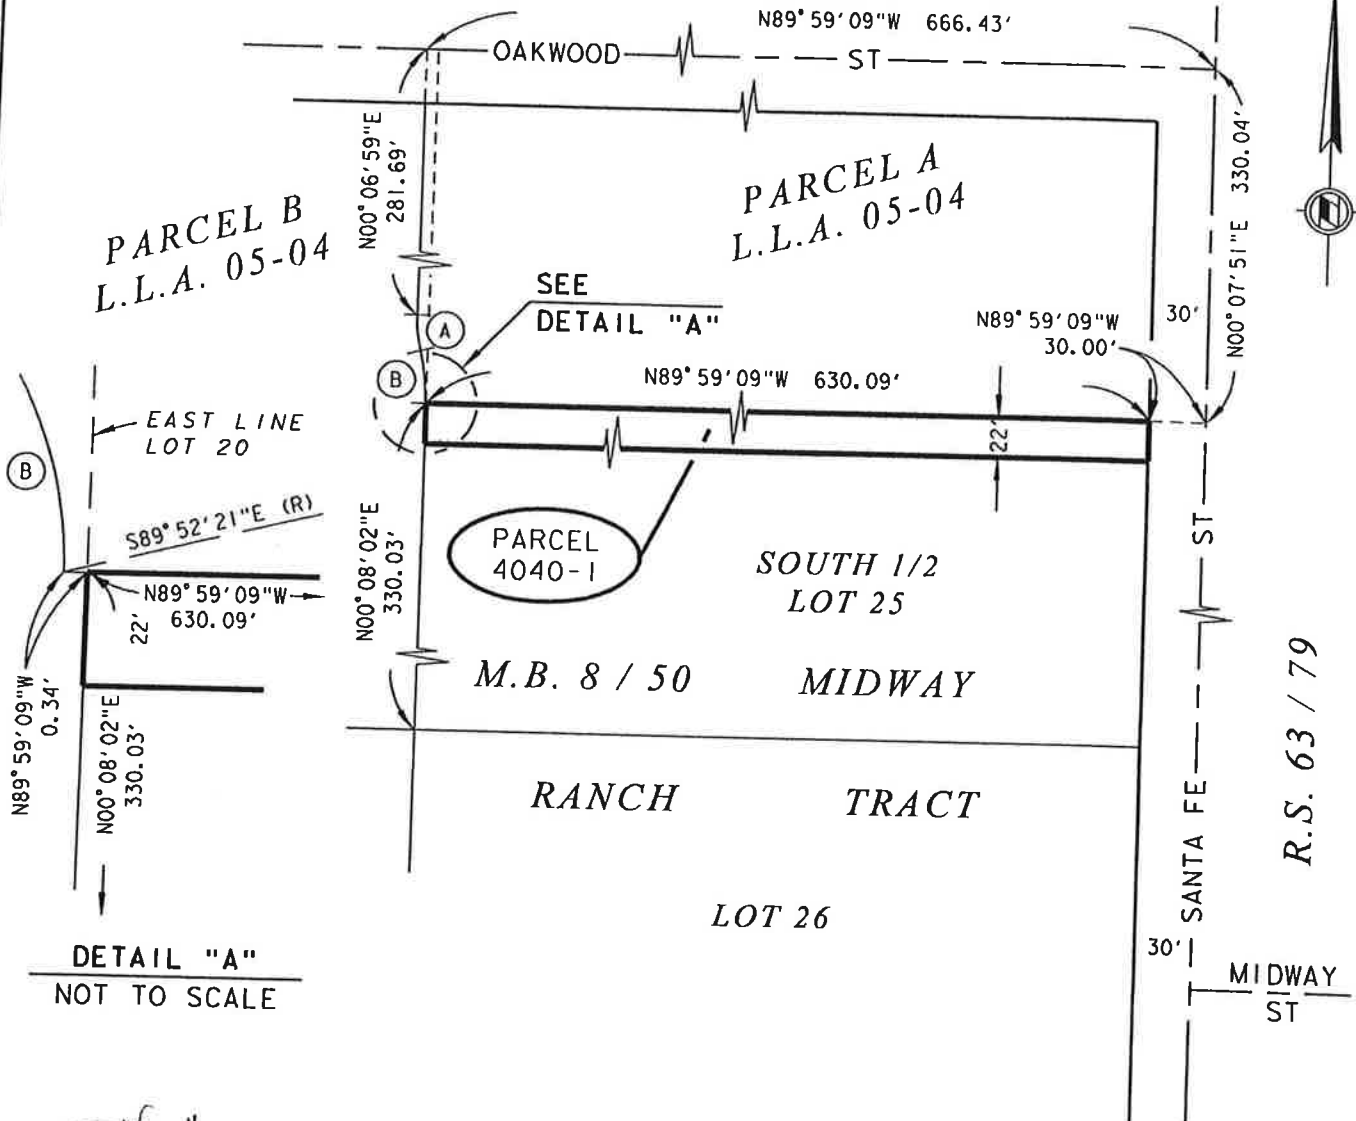 N89°59'09"W 666.43'
OAKWOOD ST
N00°06'59"E
281.69'
PARCEL A
L.L.A. 05-04
N00°07'51"E 330.04'
PARCEL B
L.L.A. 05-04
SEE
DETAIL "A"
A
30'
N89°59'09"W
30.00'
B
N89°59'09"W 630.09'
EAST LINE
LOT 20
22'
B
S89°52'21"E (R)
PARCEL
4040-1
SOUTH 1/2
LOT 25
N00°08'02"E
330.03'
N89°59'09"W
630.09'
22'
N89°59'09"W
0.34'
N00°08'02"E
330.03'
M.B. 8 / 50 MIDWAY
RANCH TRACT
SANTA FE ST
R.S. 63 / 79
LOT 26
30'
DETAIL "A"
NOT TO SCALE
MIDWAY
ST